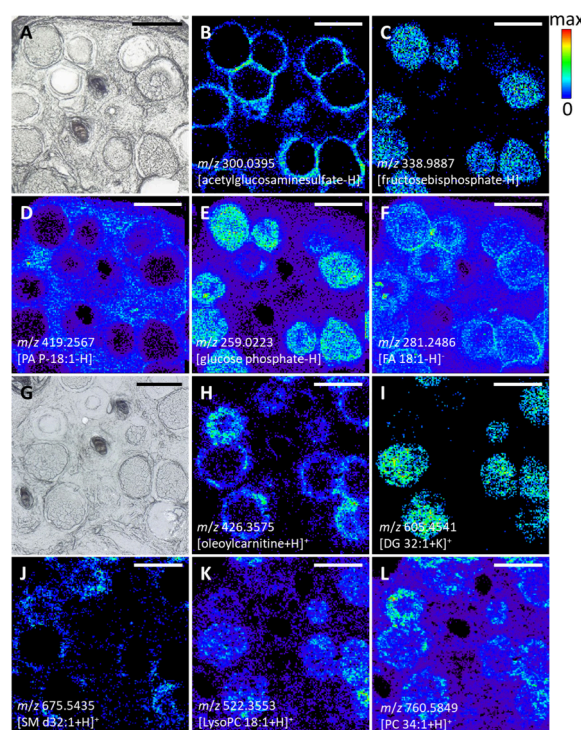 max
0
A
B
m/z 300.0395
[acetylglucosaminesulfate-H]-
C
m/z 338.9887
[fructosebisphosphate-H]-
D
m/z 419.2567
[PA P-18:1-H]-
E
m/z 259.0223
[glucose phosphate-H]-
F
m/z 281.2486
[FA 18:1-H]-
G
H
m/z 426.3575
[oleoylcarnitine+H]+
I
m/z 605.4541
[DG 32:1+K]+
J
m/z 675.5435
[SM d32:1+H]+
K
m/z 522.3553
[LysoPC 18:1+H]+
L
m/z 760.5849
[PC 34:1+H]+